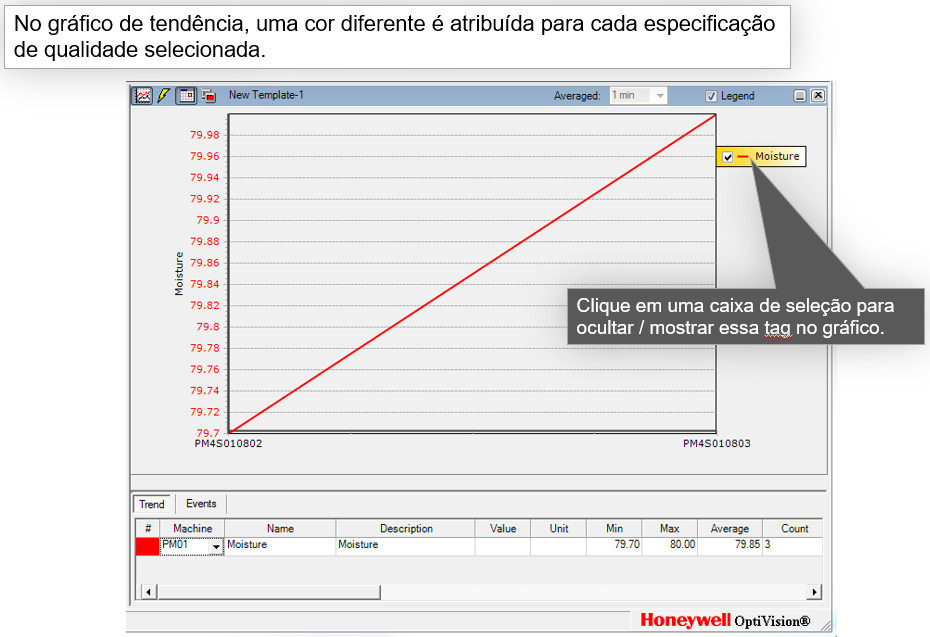 No gráfico de tendência, uma cor diferente é atribuída para cada especificação
de qualidade selecionada.
New Template-1
Averaged:
1 min
Legend
79.98
79.96
79.94
79.92
79.9
79.88
79.86
79.84
79.82
79.8
79.78
79.76
79.74
79.72
79.7
Moisture
PM4S010802
PM4S010803
Moisture
Clique em uma caixa de seleção para
ocultar / mostrar essa tag no gráfico.
Trend Events
# Machine Name Description Value Unit Min Max Average Count
PM01 Moisture Moisture 79.70 80.00 79.85 3
Honeywell OptiVision®